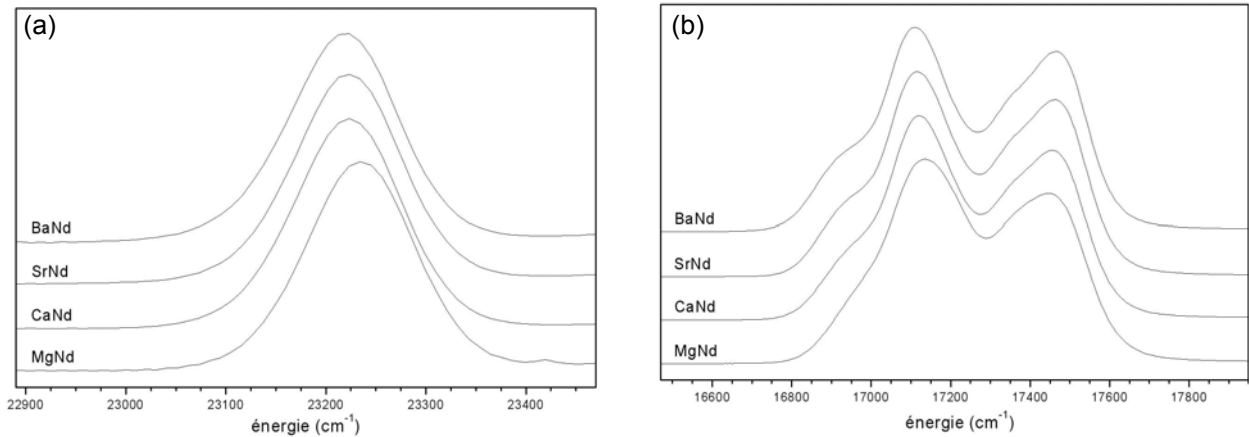 (a)
BaNd
SrNd
CaNd
MgNd
22900 23000 23100 23200 23300 23400
énergie (cm⁻¹)
(b)
BaNd
SrNd
CaNd
MgNd
16600 16800 17000 17200 17400 17600 17800
énergie (cm⁻¹)